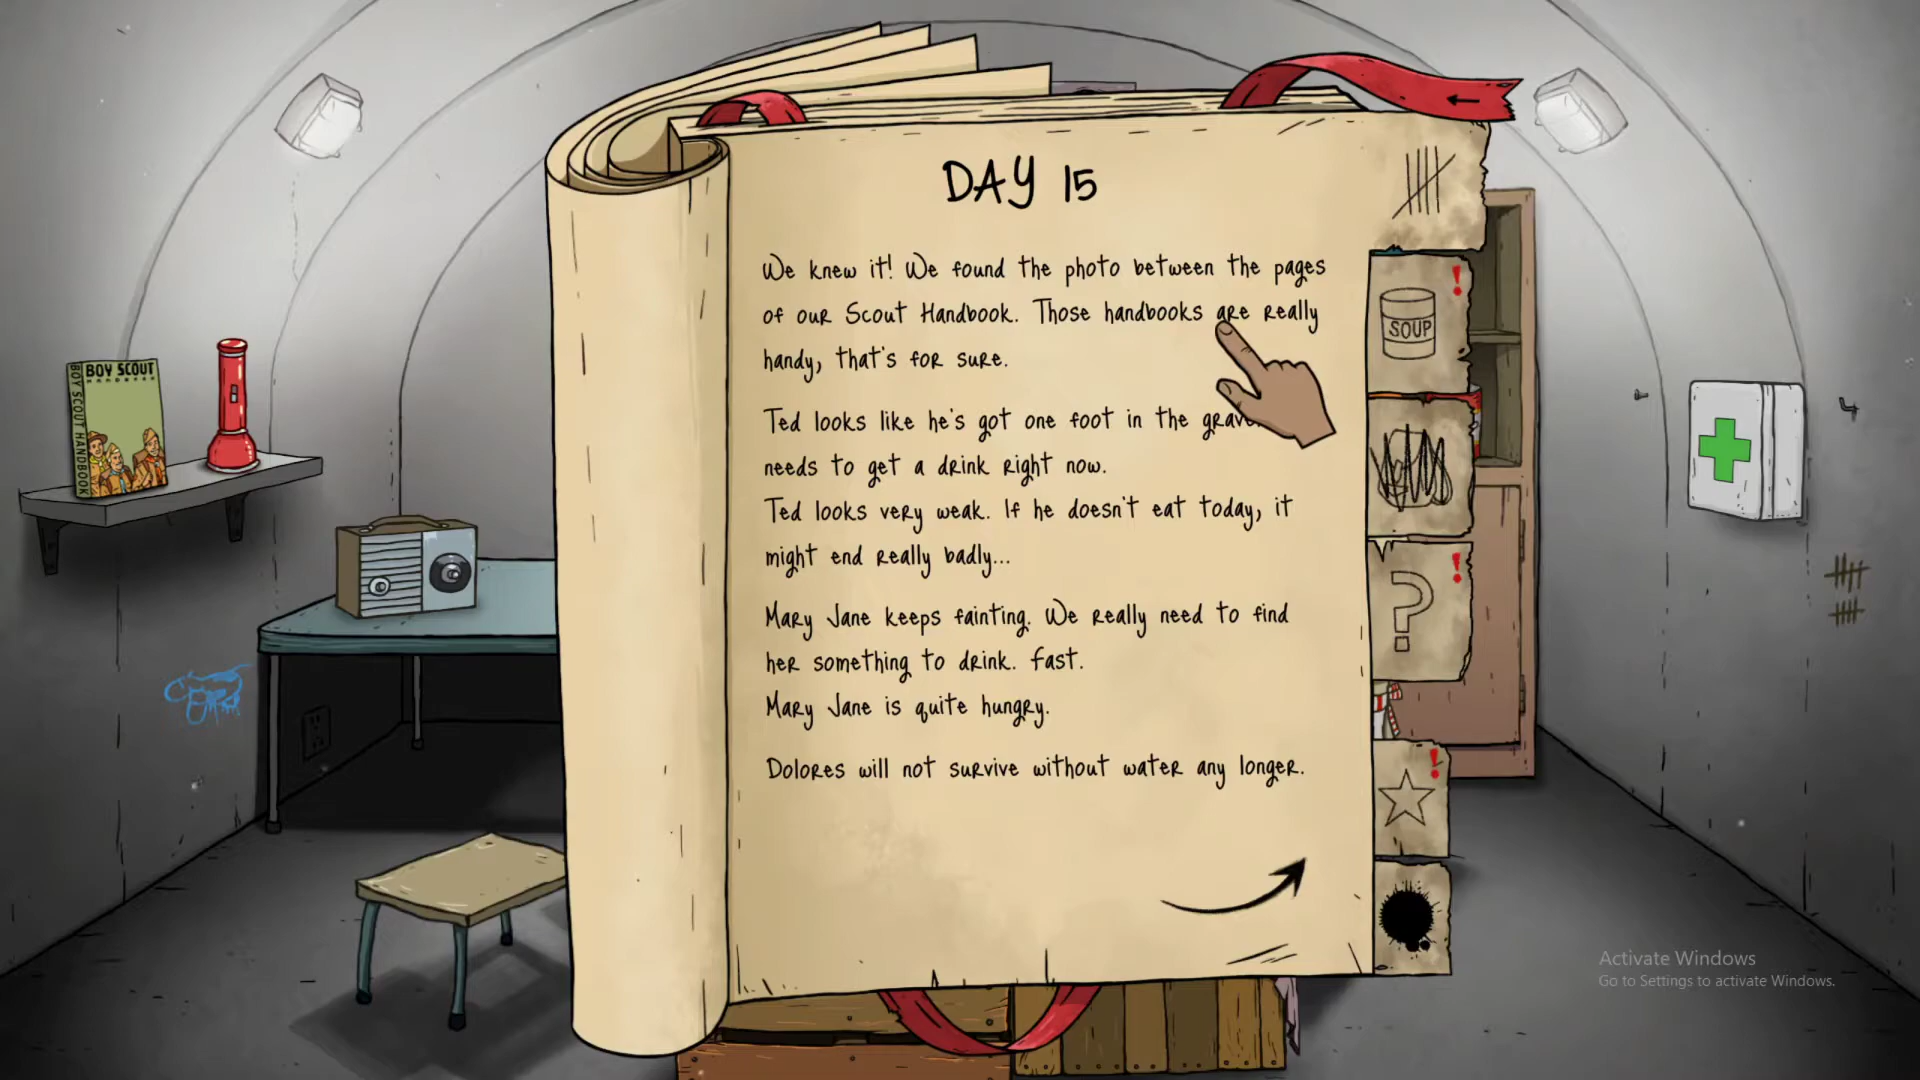 DAY 15
We knew it! We found the photo between the pages
of our Scout Handbook. Those handbooks are really
handy, that's for sure.
Ted looks like he's got one foot in the grave
needs to get a drink right now.
Ted looks very weak. If he doesn't eat today, it
might end really badly...
Mary Jane keeps fainting. We really need to find
her something to drink. Fast.
Mary Jane is quite hungry.
Dolores will not survive without water any longer.
SOUP
!
!
?
!
BOY SCOUT
HANDBOOK
BOY SCOUT HANDBOOK
Activate Windows
Go to Settings to activate Windows.